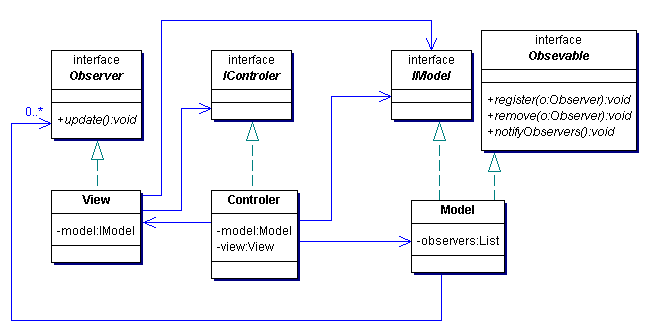 interface
Observer
+update():void
interface
IControler
interface
IModel
interface
Obsevable
+register(o:Observer):void
+remove(o:Observer):void
+notifyObservers():void
0..*
View
-model:IModel
Controler
-model:Model
-view:View
Model
-observers:List